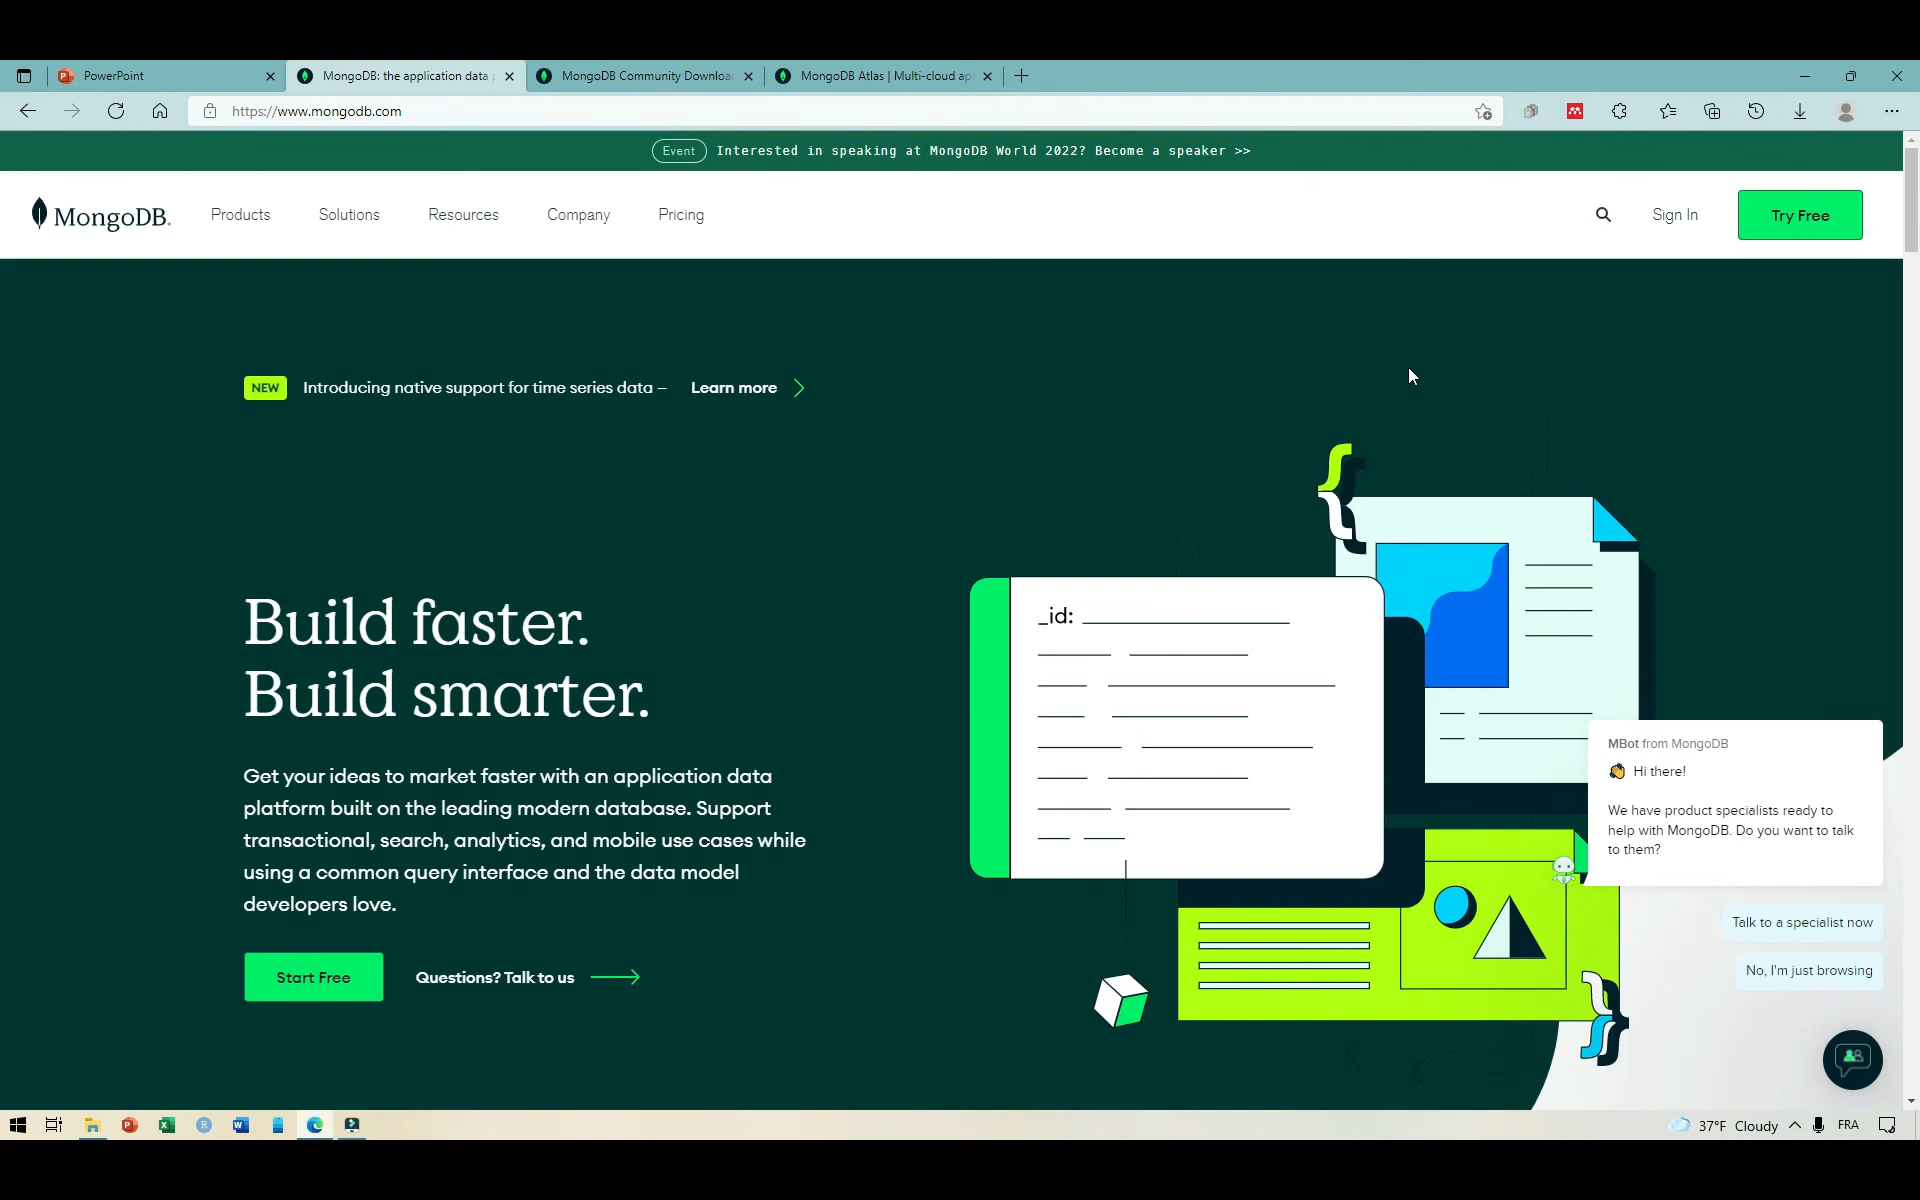 PowerPoint
MongoDB: the application data
MongoDB Community Downloa
MongoDB Atlas | Multi-cloud ap
https://www.mongodb.com
Event Interested in speaking at MongoDB World 2022? Become a speaker >>
MongoDB.
Products
Solutions
Resources
Company
Pricing
Sign In
Try Free
NEW Introducing native support for time series data – Learn more
Build faster.
Build smarter.
Get your ideas to market faster with an application data
platform built on the leading modern database. Support
transactional, search, analytics, and mobile use cases while
using a common query interface and the data model
developers love.
Start Free
Questions? Talk to us
_id:
MBot from MongoDB
Hi there!
We have product specialists ready to
help with MongoDB. Do you want to talk
to them?
Talk to a specialist now
No, I'm just browsing
37°F Cloudy
FRA